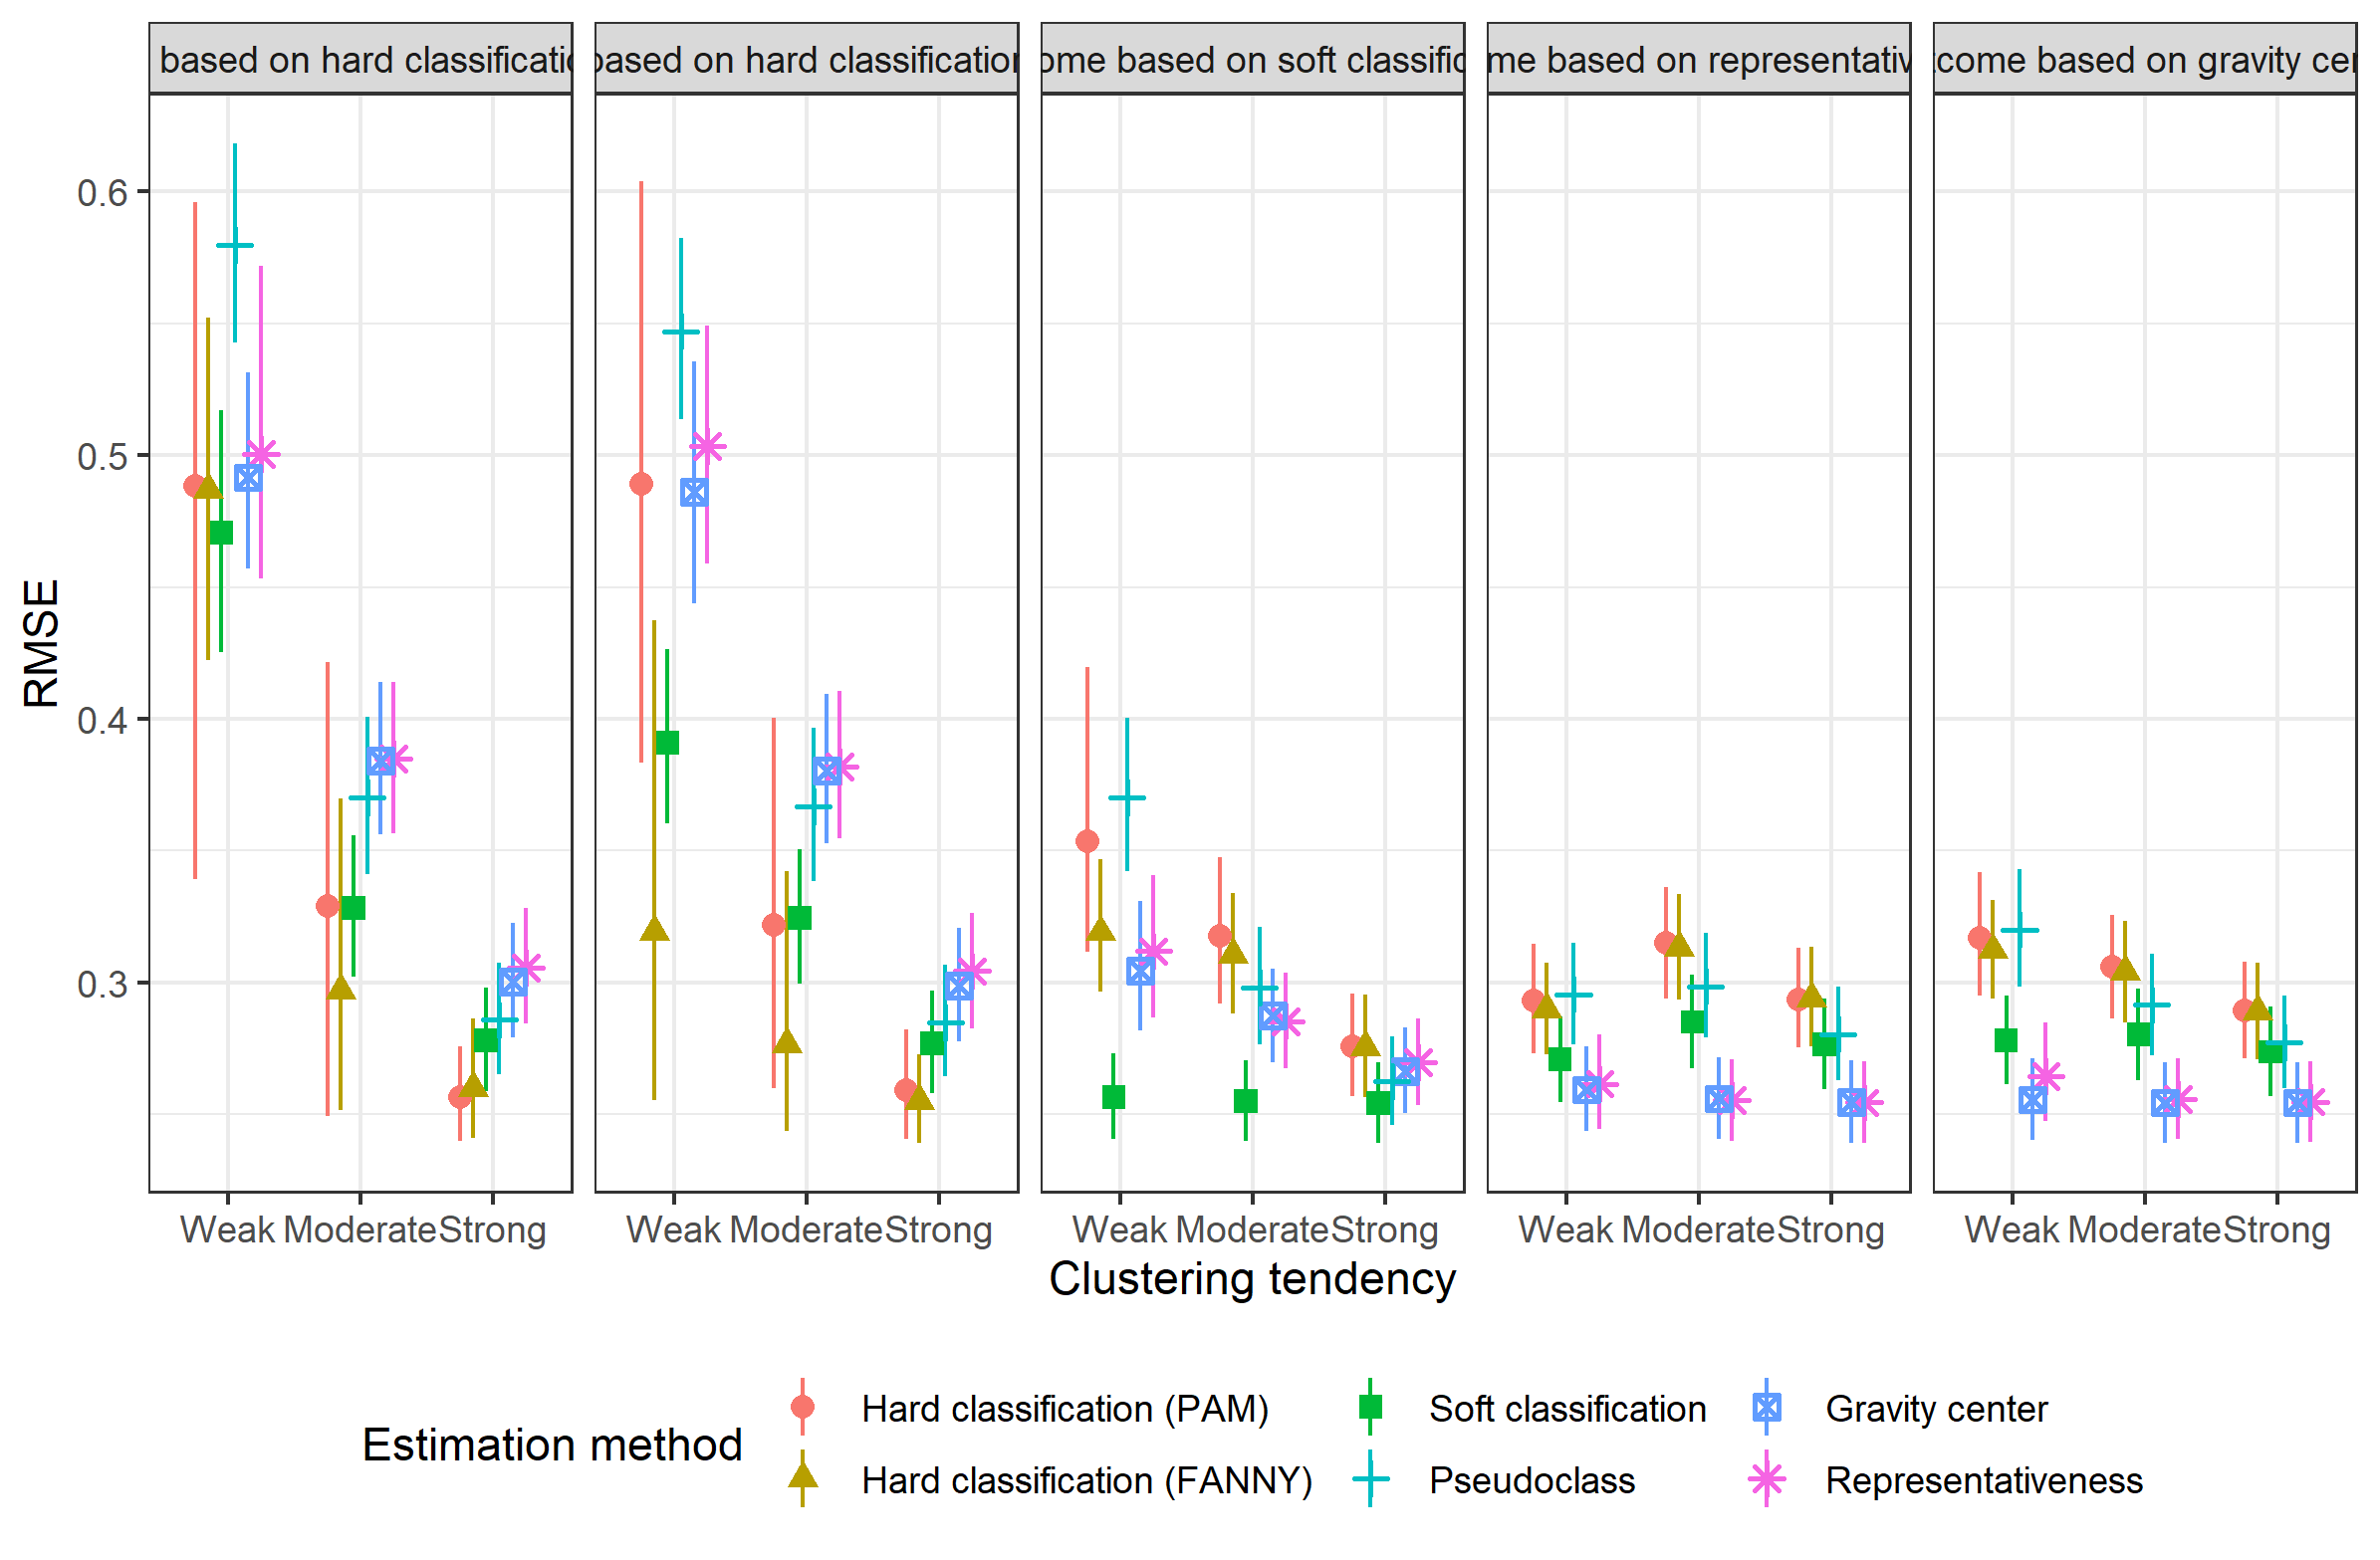 based on hard classificatio
based on hard classification
ome based on soft classific
me based on representativ
come based on gravity cen
0.6
0.5
0.4
0.3
RMSE
Weak Moderate Strong
Weak Moderate Strong
Weak Moderate Strong
Weak Moderate Strong
Weak Moderate Strong
Clustering tendency
Estimation method
Hard classification (PAM)
Hard classification (FANNY)
Soft classification
Pseudoclass
Gravity center
Representativeness